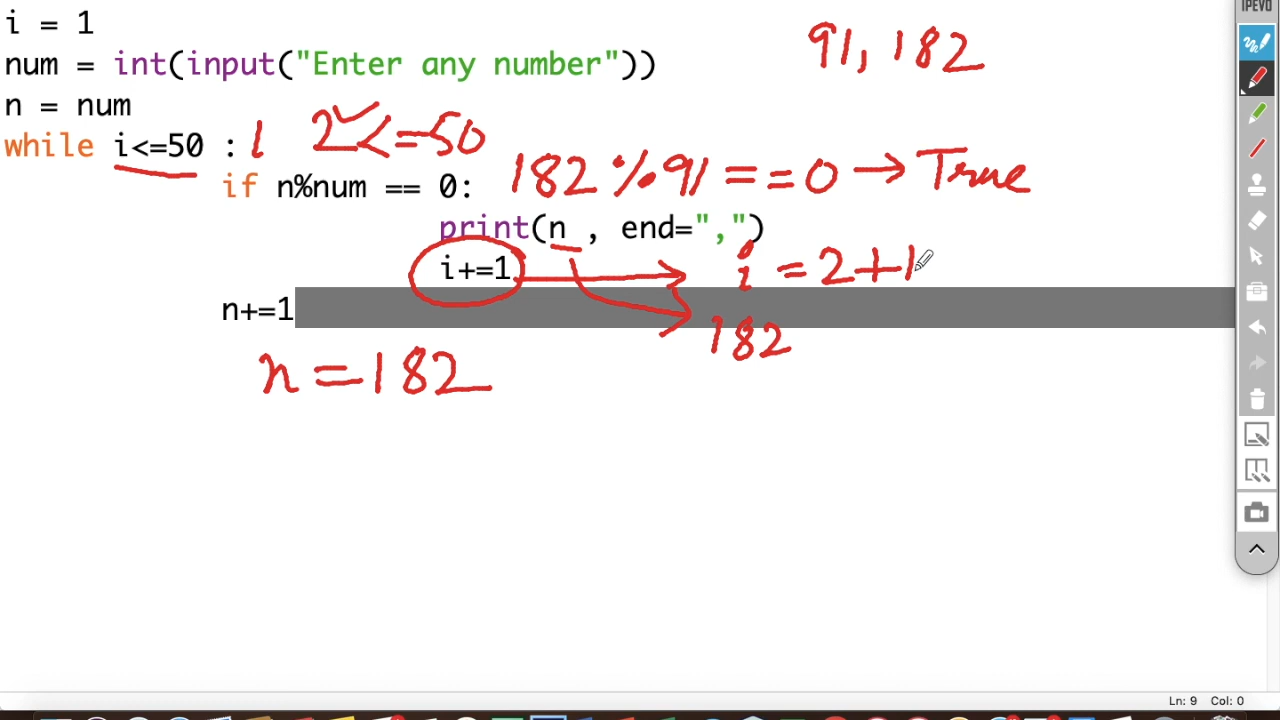 i = 1 91, 182
num = int(input("Enter any number"))
n = num
while i<=50 : 1 2 <= 50
if n%num == 0: 182 % 91 == 0 → True
print(n , end=",")
i+=1 → i = 2+1
n+=1 182
n = 182
IPEVO
Ln: 9 Col: 0